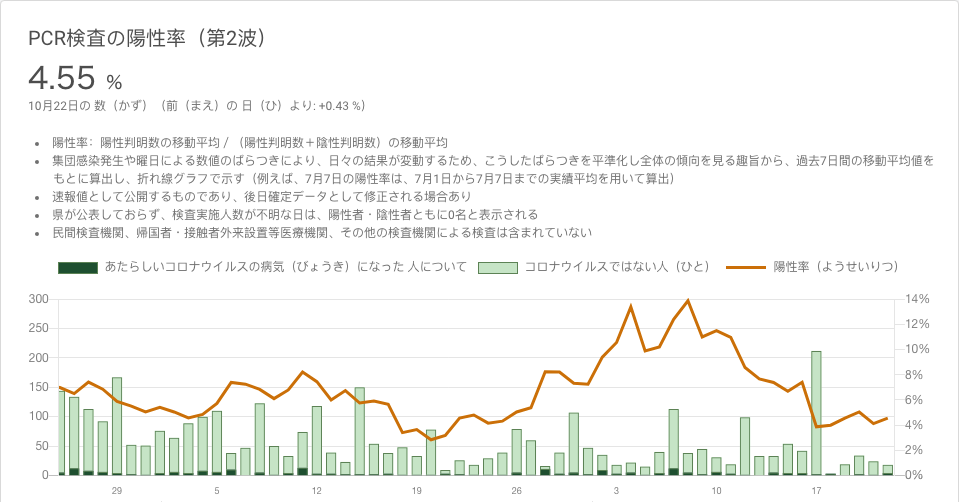 PCR検査の陽性率（第2波）
4.55 %
10月22日の 数（かず）（前（まえ）の 日（ひ）より: +0.43 %）
• 陽性率：陽性判明数の移動平均 / （陽性判明数＋陰性判明数）の移動平均
• 集団感染発生や曜日による数値のばらつきにより、日々の結果が変動するため、こうしたばらつきを平準化し全体の傾向を見る趣旨から、過去7日間の移動平均値を
もとに算出し、折れ線グラフで示す（例えば、7月7日の陽性率は、7月1日から7月7日までの実績平均を用いて算出）
• 速報値として公開するものであり、後日確定データとして修正される場合あり
• 県が公表しておらず、検査実施人数が不明な日は、陽性者・陰性者ともに0名と表示される
• 民間検査機関、帰国者・接触者外来設置等医療機関、その他の検査機関による検査は含まれていない
あたらしいコロナウイルスの病気（びょうき）になった 人について コロナウイルスではない人（ひと） 陽性率（ようせいりつ）
300 14%
250 12%
200 10%
150 8%
100 6%
50 4%
0 2%
0%
29 5 12 19 26 3 10 17